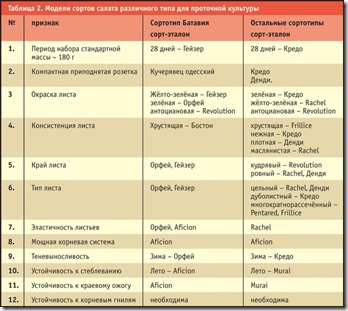 Таблица 2. Модели сортов салата различного типа для проточной культуры
№ признак Сортотип Батавия Остальные сортотипы
сорт-эталон сорт-эталон
1. Период набора стандартной 28 дней – Гейзер 28 дней – Кредо
массы ~ 180 г
2. Компактная приподнятая розетка Кучерявец одесский Кредо
Денди.
3 Окраска листа Жёлто-зелёная – Гейзер зелёная – Кредо
зелёная – Орфей жёлто-зелёная – Rachel
антоциановая – Revolution антоциановая – Revolution
4. Консистенция листа Хрустящая – Бостон хрустящая – Frillice
нежная – Кредо
плотная – Денди
маслянистая – Rachel
5. Край листа Орфей, Гейзер кудрявый – Revolution
ровный – Rachel, Денди
6. Тип листа Орфей, Гейзер цельный – Rachel, Денди
дуболистный – Кредо
многократнорассечённый –
Pentared, Frillice
7. Эластичность листьев Орфей, Aficion Rachel
8. Мощная корневая система Aficion Aficion
9. Теневыносливость Зима – Орфей Зима – Кредо
10. Устойчивость к стеблеванию Лето – Aficion Лето – Murai
11. Устойчивость к краевому ожогу Aficion Murai
12. Устойчивость к корневым гнилям необходима необходима